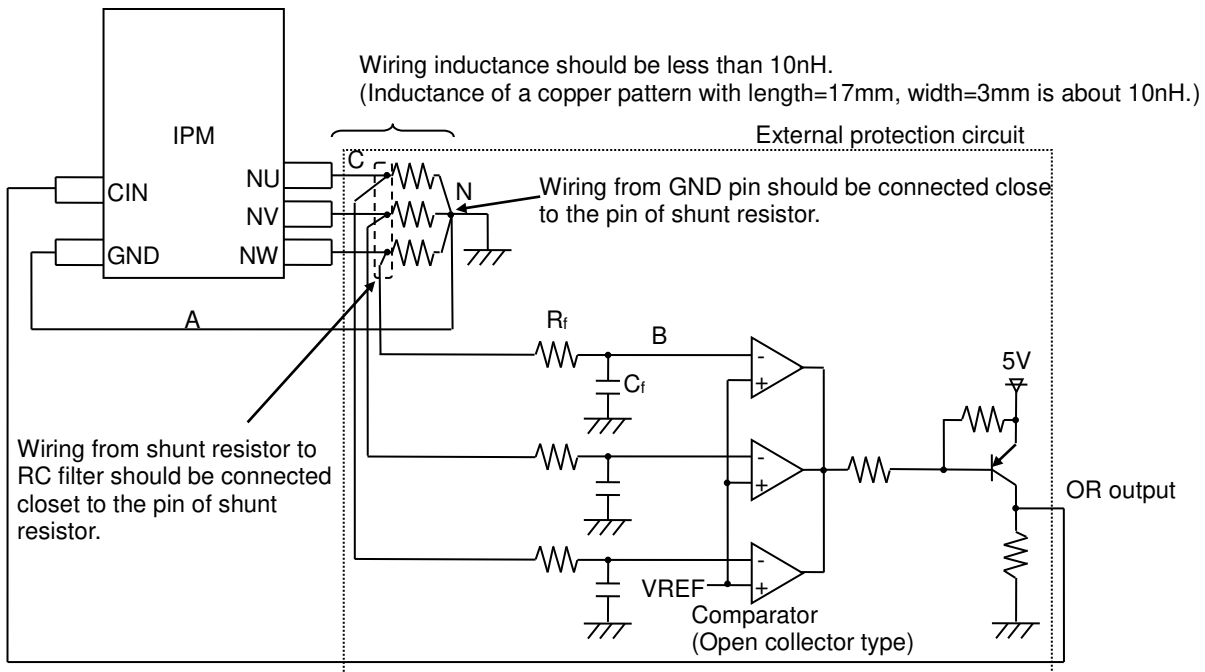 Wiring inductance should be less than 10nH.
(Inductance of a copper pattern with length=17mm, width=3mm is about 10nH.)
IPM
External protection circuit
C
NU
CIN
N
Wiring from GND pin should be connected close
to the pin of shunt resistor.
NV
GND
NW
A
Rf
B
-
+
Cf
5V
Wiring from shunt resistor to
RC filter should be connected
closet to the pin of shunt
resistor.
-
+
OR output
-
+
VREF
Comparator
(Open collector type)